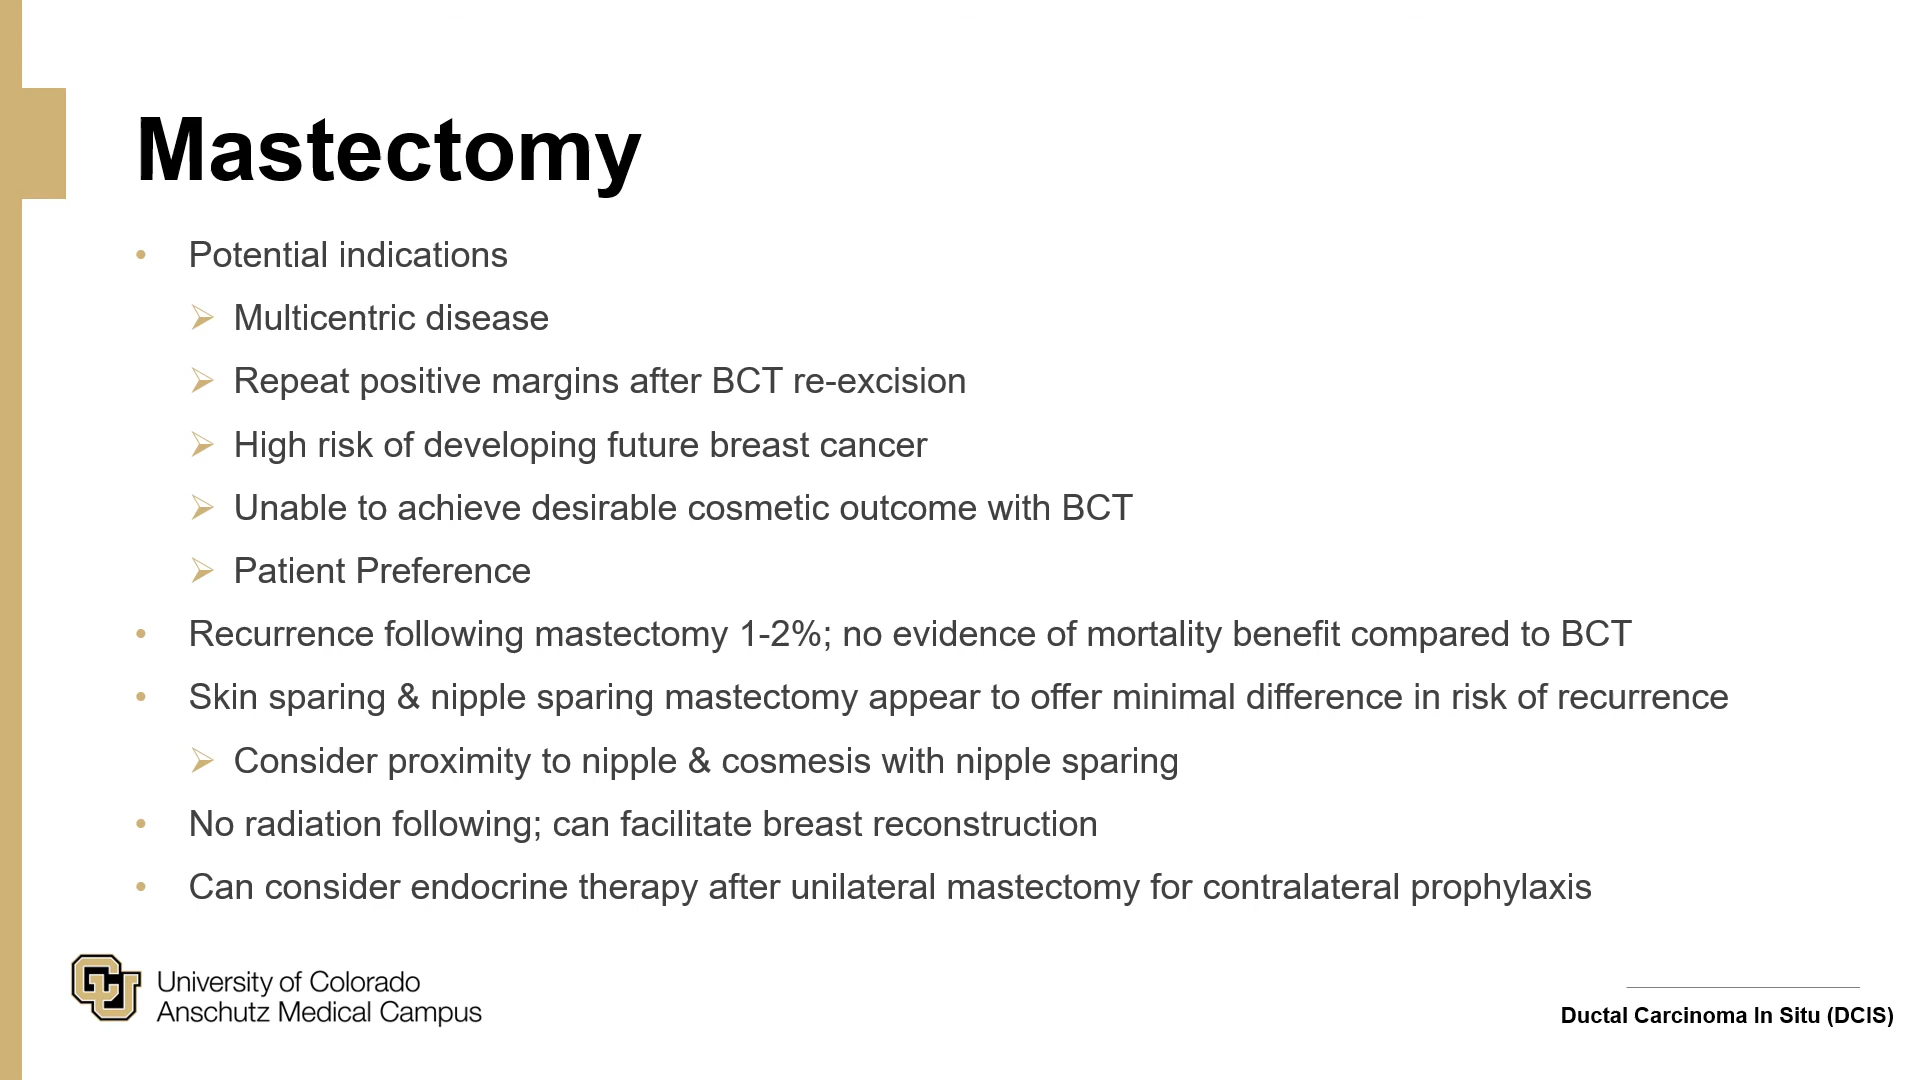 Mastectomy
• Potential indications
➢ Multicentric disease
➢ Repeat positive margins after BCT re-excision
➢ High risk of developing future breast cancer
➢ Unable to achieve desirable cosmetic outcome with BCT
➢ Patient Preference
• Recurrence following mastectomy 1-2%; no evidence of mortality benefit compared to BCT
• Skin sparing & nipple sparing mastectomy appear to offer minimal difference in risk of recurrence
➢ Consider proximity to nipple & cosmesis with nipple sparing
• No radiation following; can facilitate breast reconstruction
• Can consider endocrine therapy after unilateral mastectomy for contralateral prophylaxis
CU
University of Colorado
Anschutz Medical Campus
Ductal Carcinoma In Situ (DCIS)